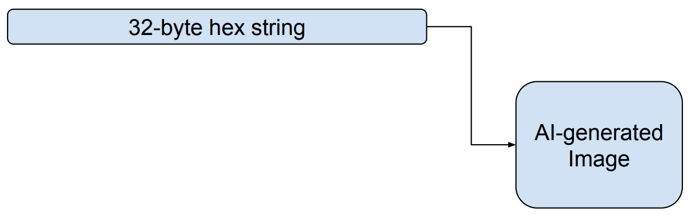 32-byte hex string
AI-generated
Image